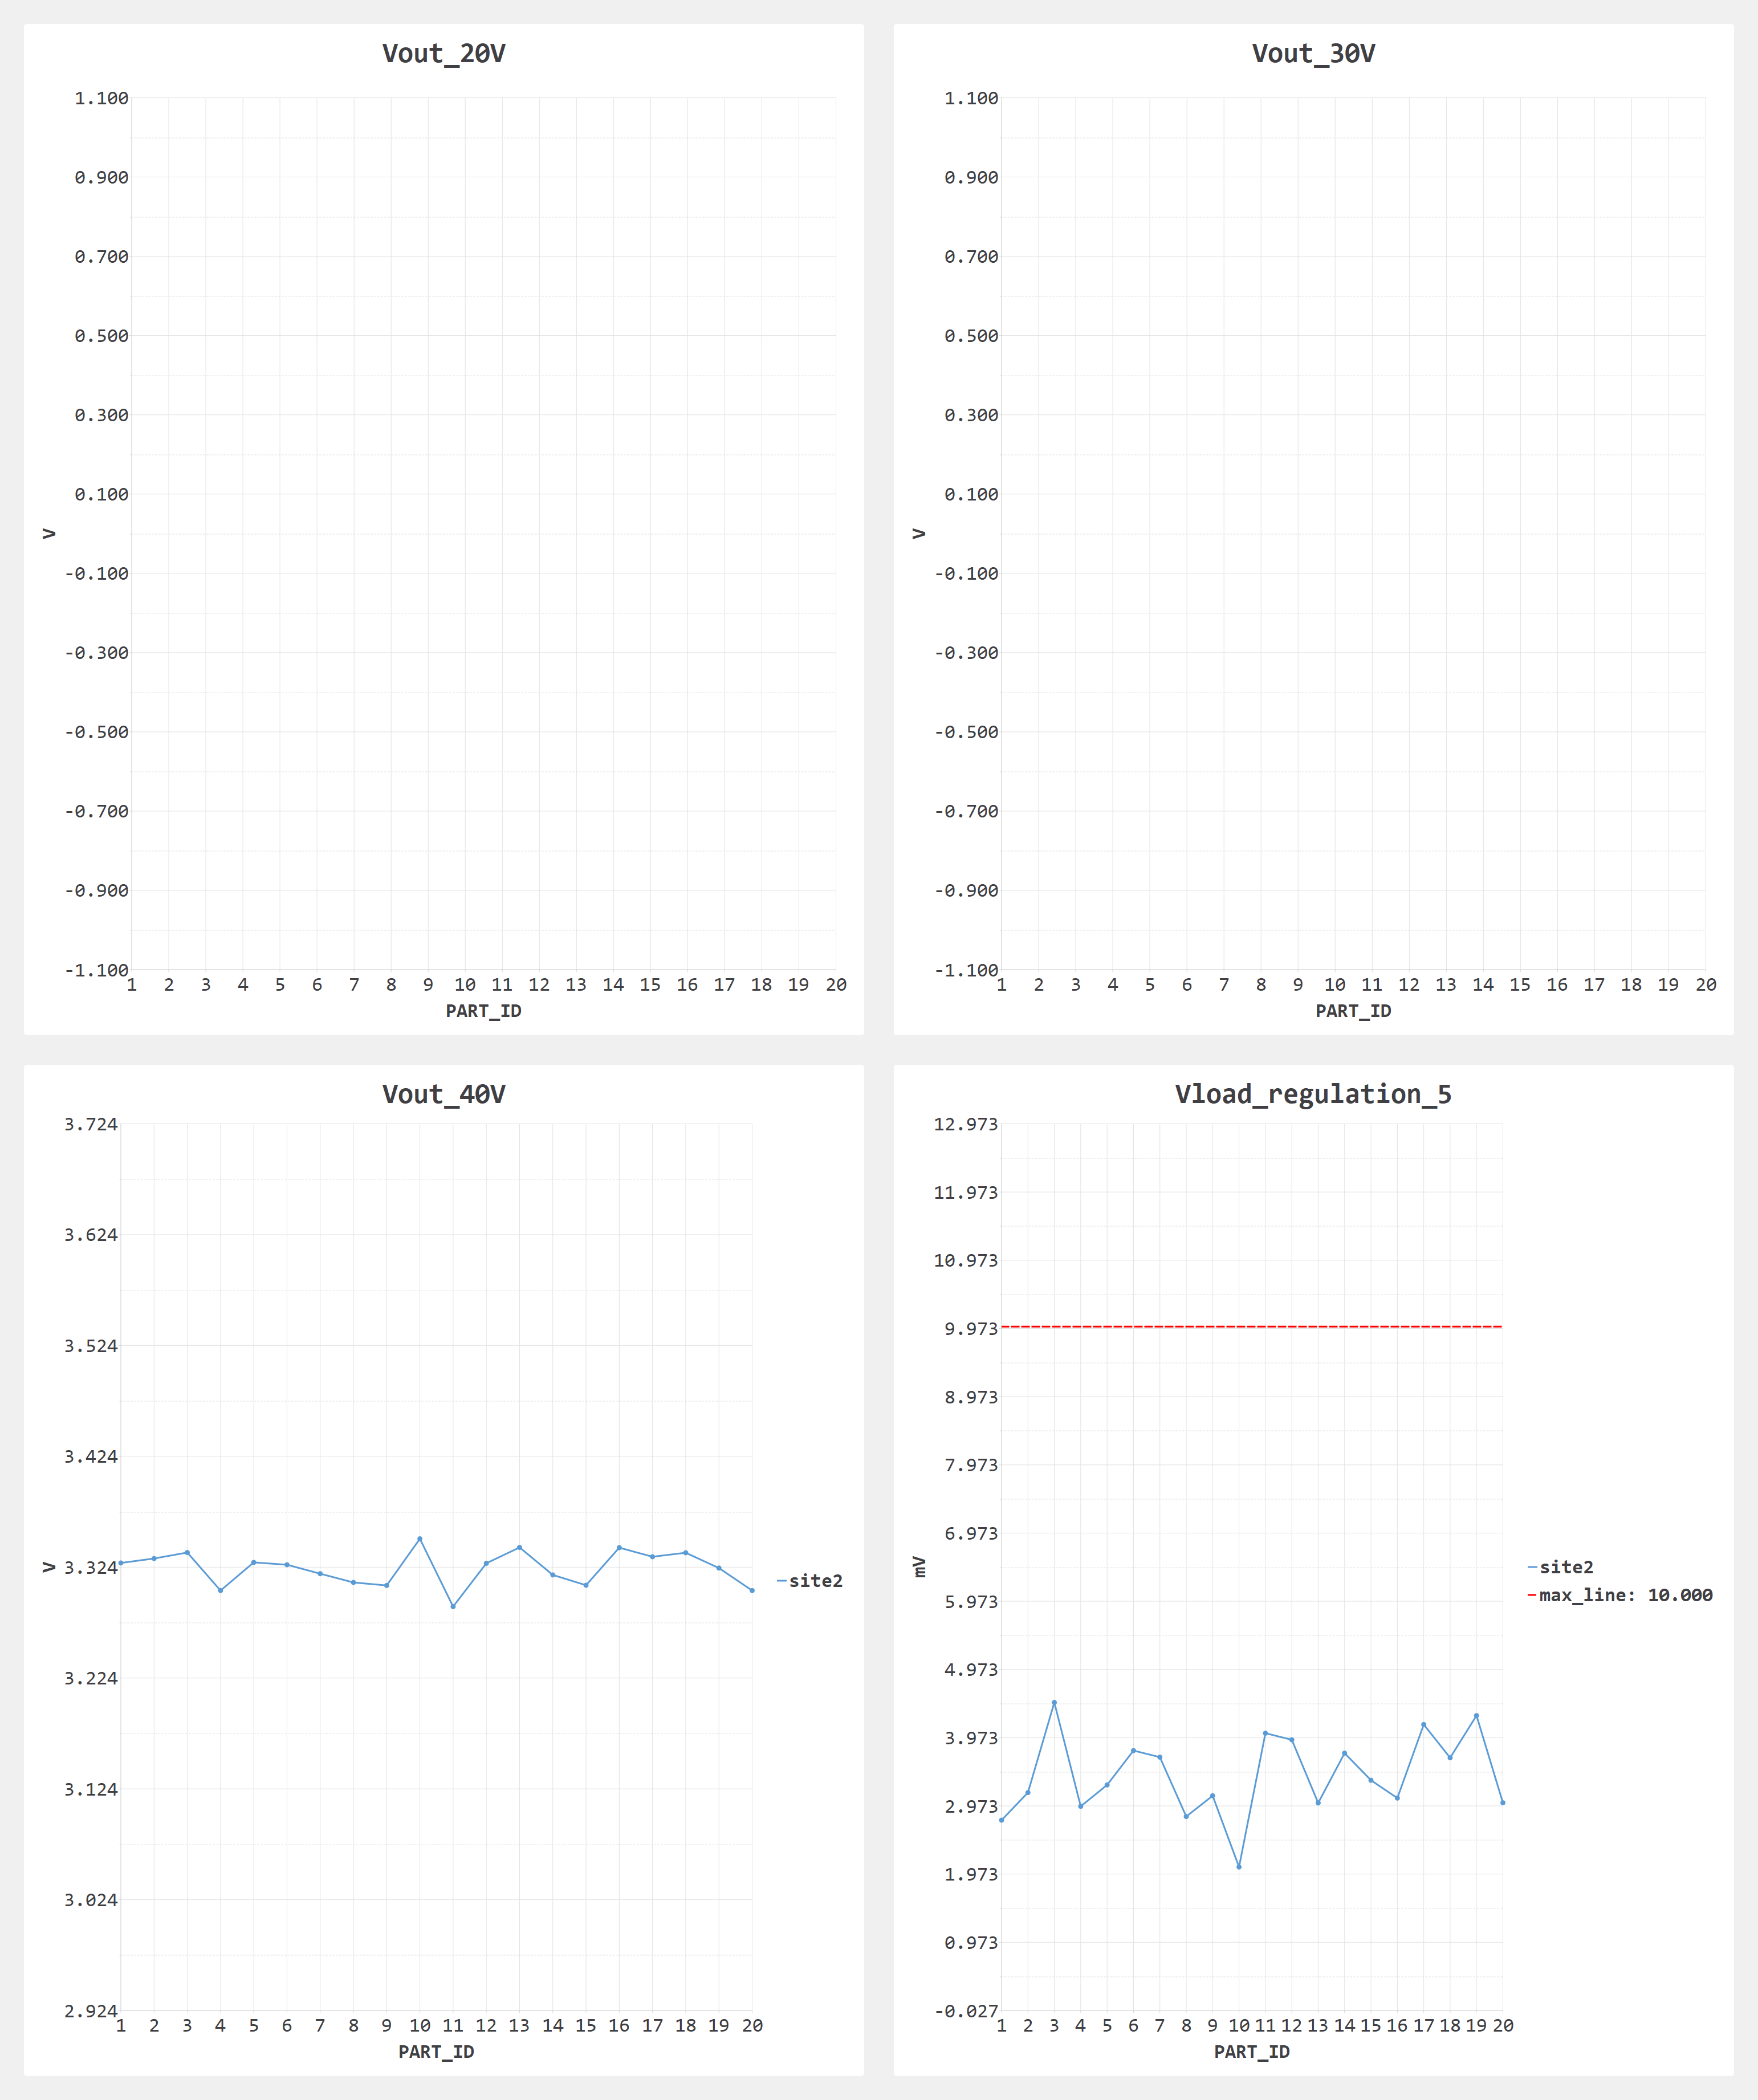 Vout_20V
1.100
0.900
0.700
0.500
0.300
0.100
-0.100
-0.300
-0.500
-0.700
-0.900
-1.100
V
1 2 3 4 5 6 7 8 9 10 11 12 13 14 15 16 17 18 19 20
PART_ID
Vout_30V
1.100
0.900
0.700
0.500
0.300
0.100
-0.100
-0.300
-0.500
-0.700
-0.900
-1.100
V
1 2 3 4 5 6 7 8 9 10 11 12 13 14 15 16 17 18 19 20
PART_ID
Vout_40V
3.724
3.624
3.524
3.424
3.324
3.224
3.124
3.024
2.924
V
1 2 3 4 5 6 7 8 9 10 11 12 13 14 15 16 17 18 19 20
PART_ID
site2
Vload_regulation_5
12.973
11.973
10.973
9.973
8.973
7.973
6.973
5.973
4.973
3.973
2.973
1.973
0.973
-0.027
mV
1 2 3 4 5 6 7 8 9 10 11 12 13 14 15 16 17 18 19 20
PART_ID
site2
max_line: 10.000